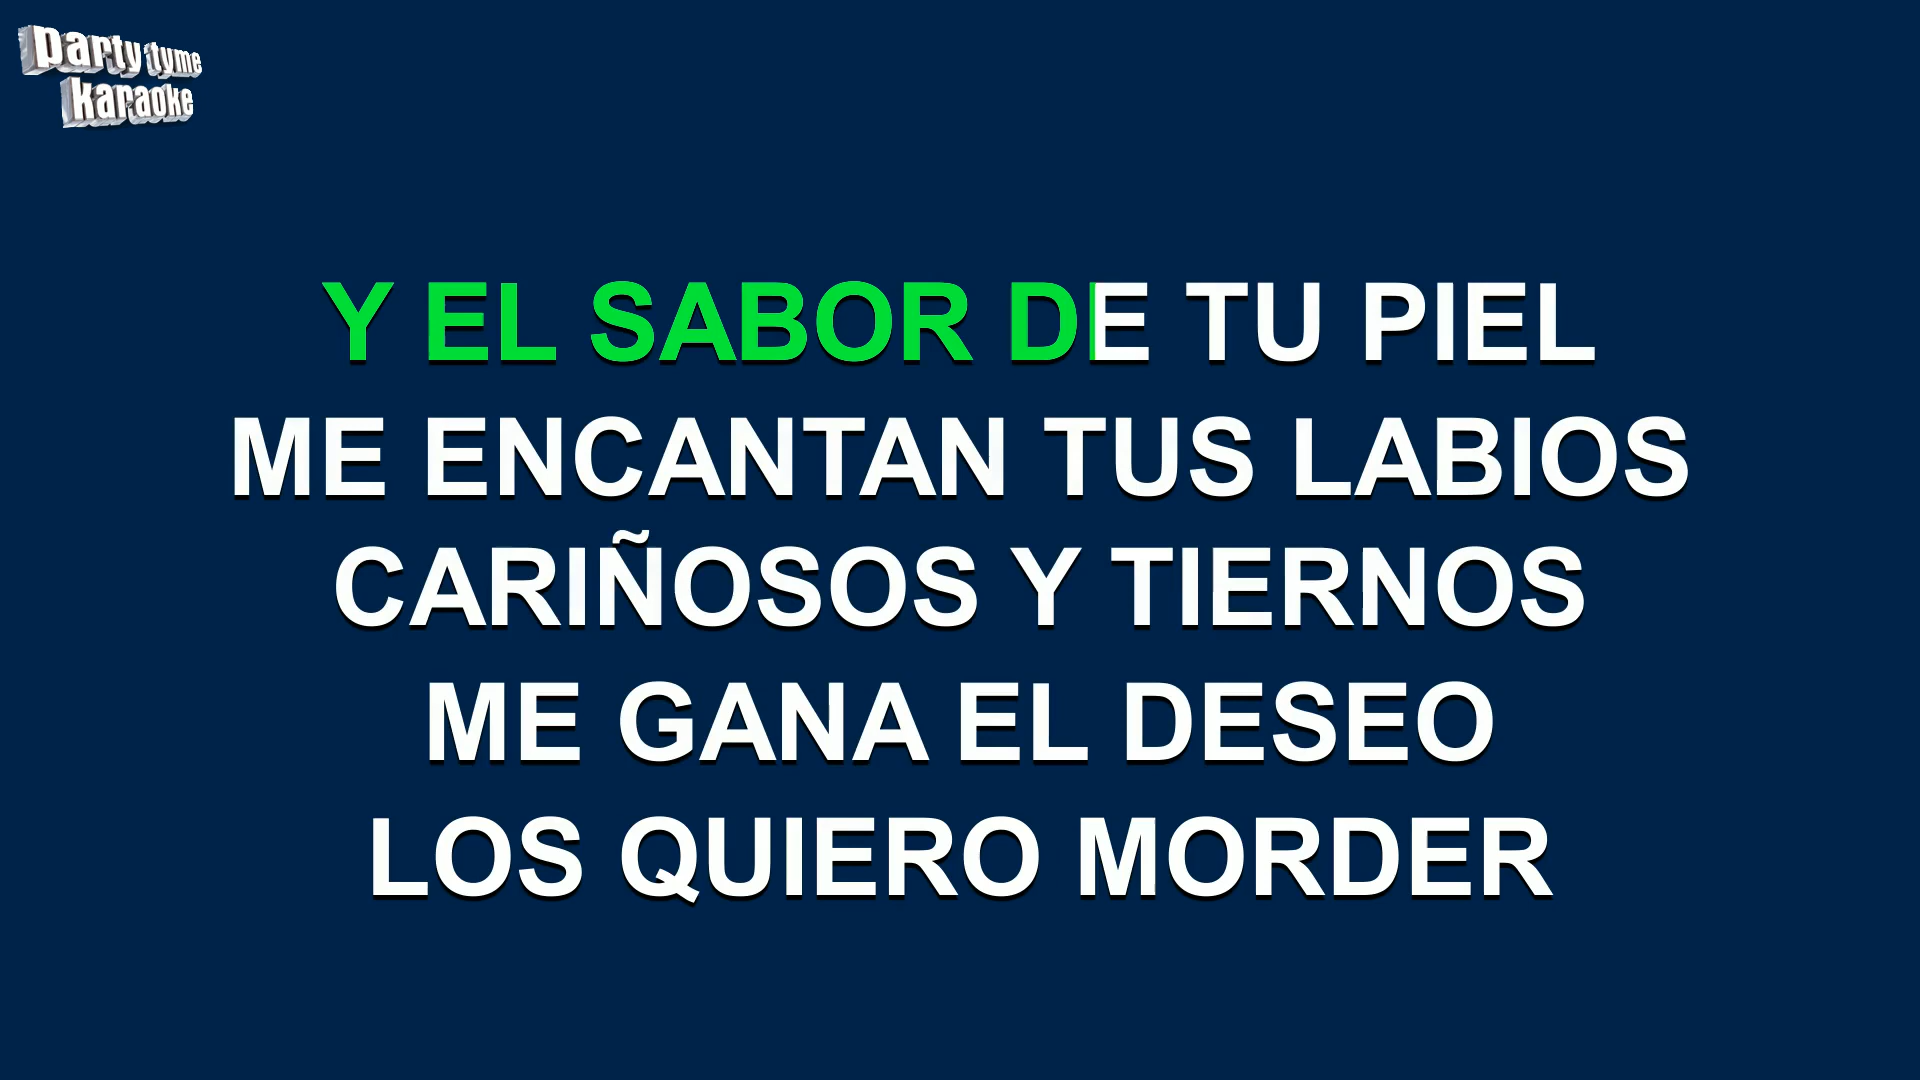 party tyme
karaoke
Y EL SABOR DE TU PIEL
ME ENCANTAN TUS LABIOS
CARIÑOSOS Y TIERNOS
ME GANA EL DESEO
LOS QUIERO MORDER